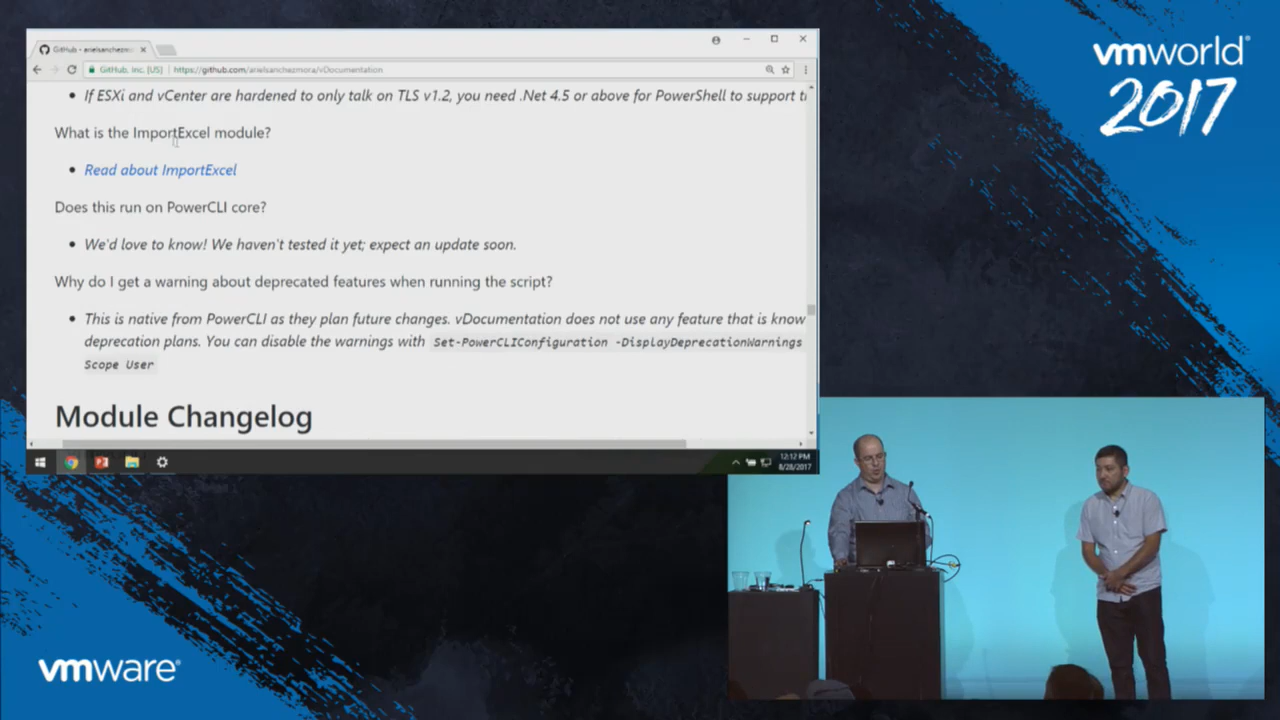 GitHub - arielsanchezmo
GitHub, Inc. [US]
https://github.com/arielsanchezmora/vDocumentation
If ESXi and vCenter are hardened to only talk on TLS v1.2, you need .Net 4.5 or above for PowerShell to support
What is the ImportExcel module?
Read about ImportExcel
Does this run on PowerCLI core?
We'd love to know! We haven't tested it yet; expect an update soon.
Why do I get a warning about deprecated features when running the script?
This is native from PowerCLI as they plan future changes. vDocumentation does not use any feature that is know
deprecation plans. You can disable the warnings with Set-PowerCLIConfiguration -DisplayDeprecationWarnings
Scope User
Module Changelog
12:12 PM
8/28/2017
vmworld®
2017
vmware®